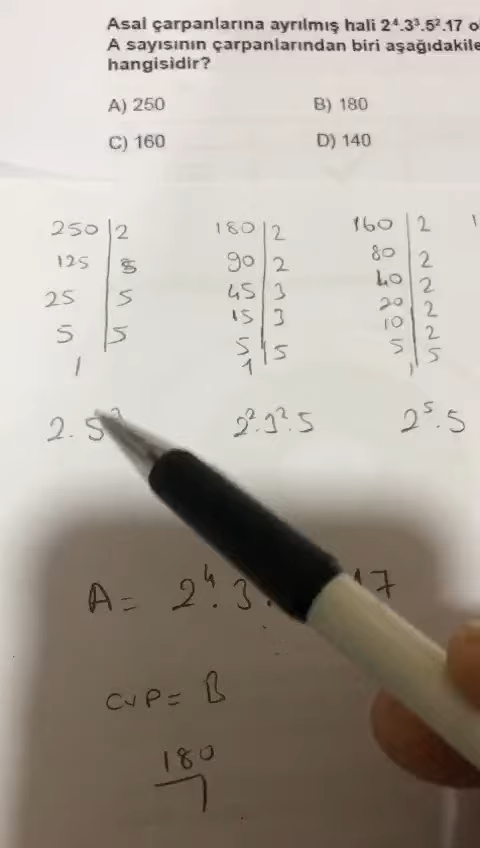 Asal çarpanlarına ayrılmış hali 2⁴.3³.5².17
A sayısının çarpanlarından biri
hangisidir?
A) 250 B) 180
C) 160 D) 140
250 | 2 180 | 2 160 | 2
125 | 5 90 | 2 80 | 2
25 | 5 45 | 3 40 | 2
5 | 5 15 | 3 20 | 2
1 5 | 5 10 | 2
1 5 | 5
1
2.5 2².3².5 2⁵.5
A = 2⁴.3. 17
CVP = B
180